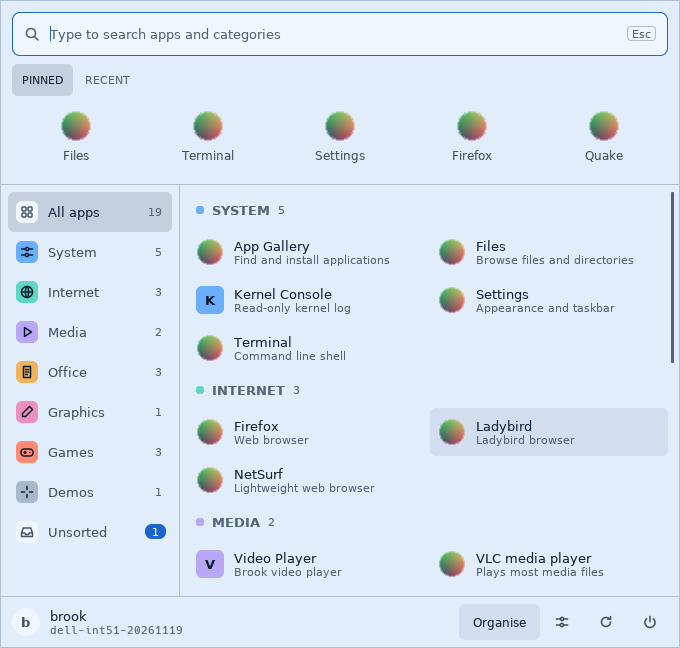 Type to search apps and categories
Esc
PINNED
RECENT
Files
Terminal
Settings
Firefox
Quake
All apps 19
System 5
Internet 3
Media 2
Office 3
Graphics 1
Games 3
Demos 1
Unsorted 1
SYSTEM 5
App Gallery
Find and install applications
Files
Browse files and directories
K
Kernel Console
Read-only kernel log
Settings
Appearance and taskbar
Terminal
Command line shell
INTERNET 3
Firefox
Web browser
Ladybird
Ladybird browser
NetSurf
Lightweight web browser
MEDIA 2
V
Video Player
Brook video player
VLC media player
Plays most media files
b
brook
dell-int51-20261119
Organise